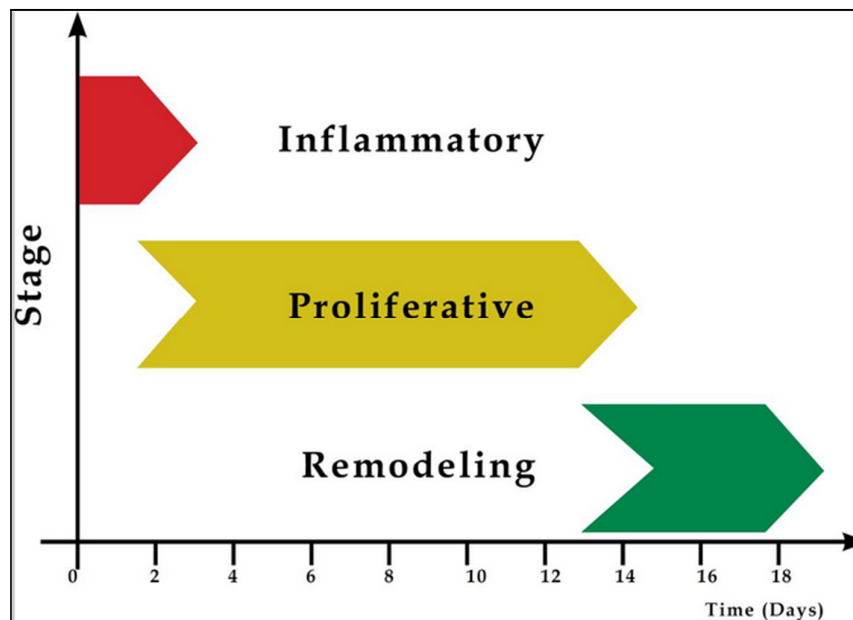 Stage
Inflammatory
Proliferative
Remodeling
0 2 4 6 8 10 12 14 16 18
Time (Days)